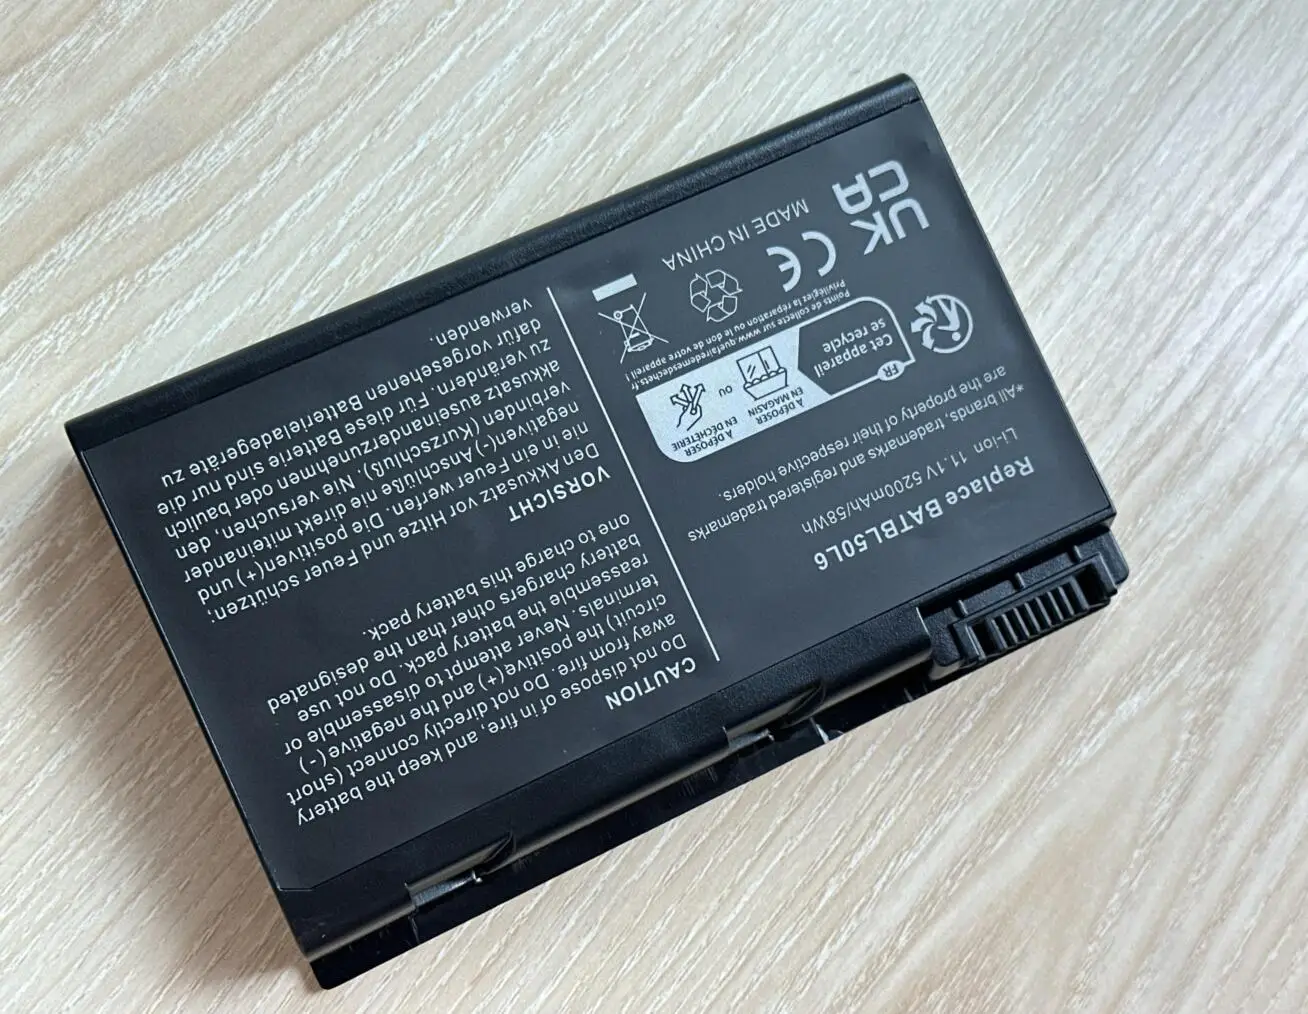 Replace BATBL50L6
Li-ion 11.1V 5200mAh/58Wh
*All brands, trademarks and registered trademarks
are the property of their respective holders.
FR
Cet appareil
se recycle
À DÉPOSER
EN MAGASIN
OU
À DÉPOSER
EN DÉCHÈTERIE
Points de collecte sur www.quefairedemesdechets.fr
Privilégiez la réparation ou le don de votre appareil !
UK
CA
CE
MADE IN CHINA
CAUTION
Do not dispose of in fire, and keep the battery
away from fire. Do not directly connect (short
circuit) the positive(+) and the negative(-)
terminals. Never attempt to disassemble or
reassemble the battery pack. Do not use
battery chargers other than the designated
one to charge this battery pack.
VORSICHT
Den Akkusatz vor Hitze und Feuer schützen;
nie in ein Feuer werfen. Die positiven(+) und
negativen(-)Anschlüße nie direkt miteinander
verbinden (Kurzschluß). Nie versuchen, den
akkusatz auseinanderzunehmen oder baulich
zu verändern. Für diese Batterie sind nur die
dafür vorgesehenen Batterieladegeräte zu
verwenden.